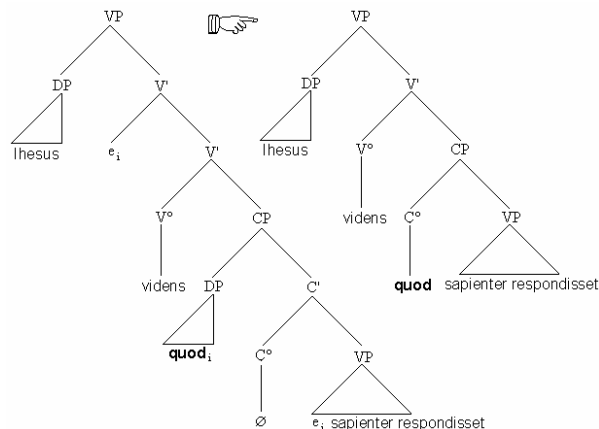 VP VP
DP V' DP V'
Ihesus e i V' Ihesus V° CP
V° CP videns C° VP
videns DP C' quod sapienter respondisset
quod i C° VP
∅ e i sapienter respondisset